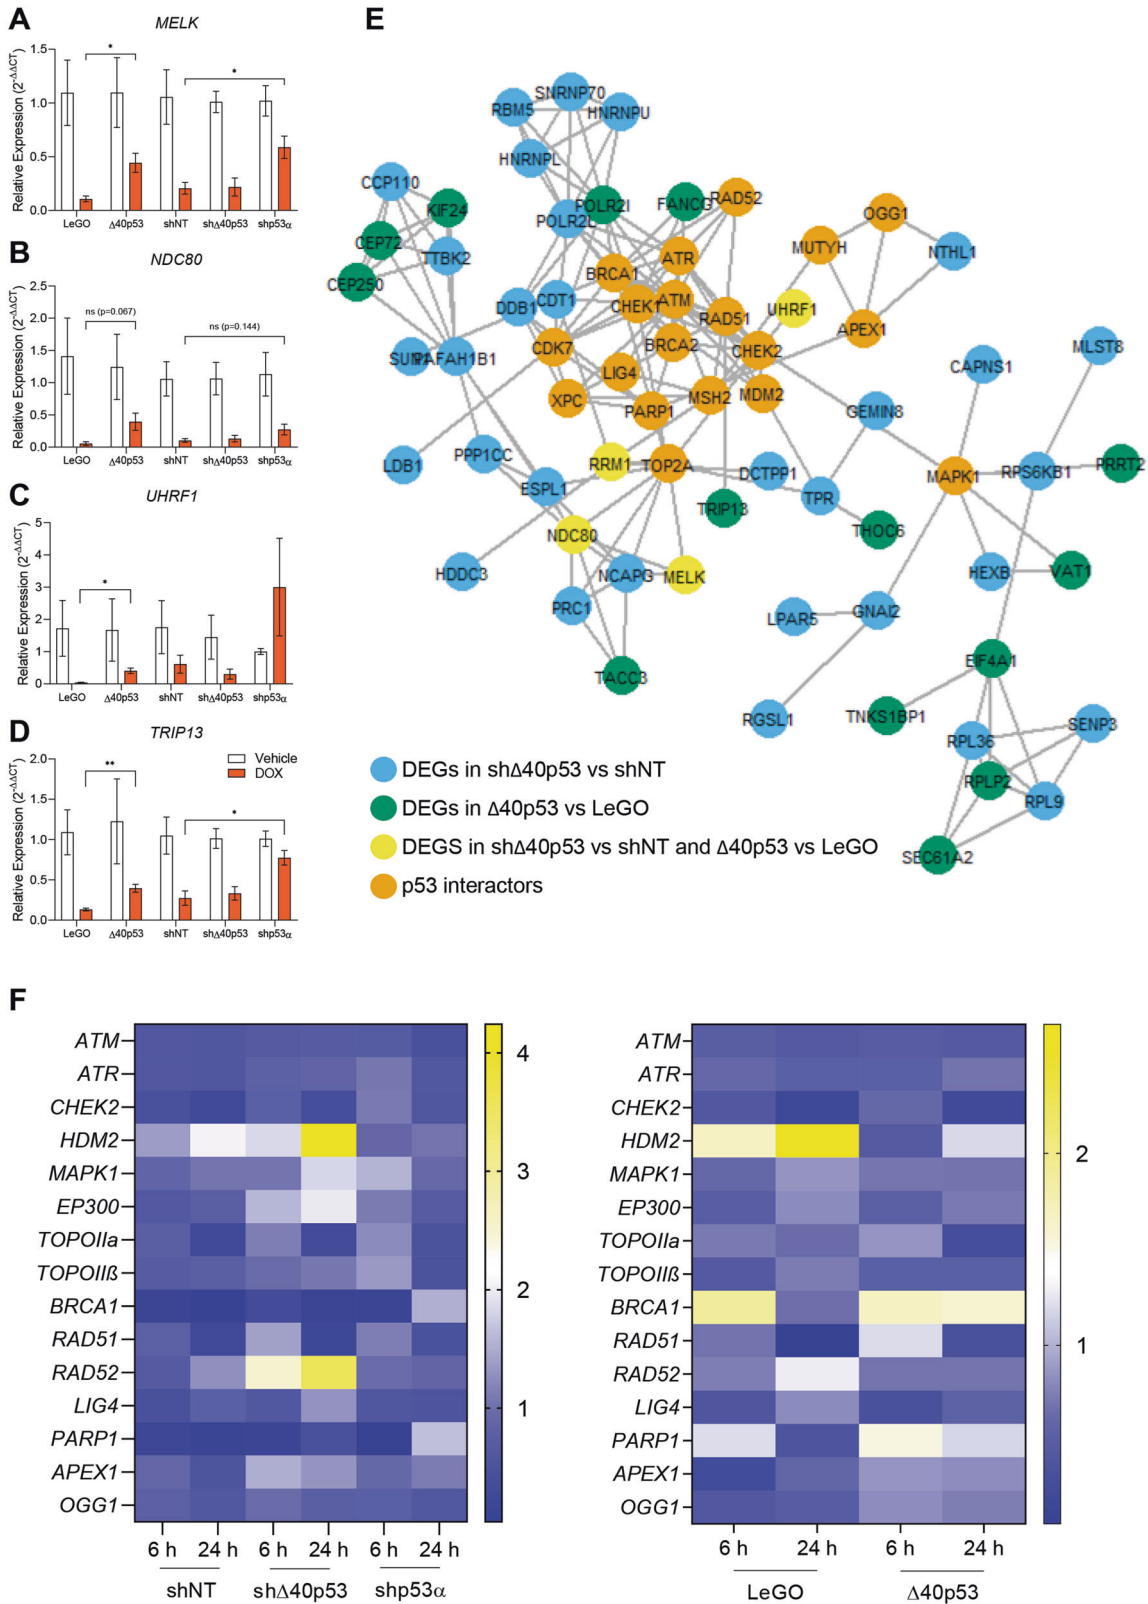 A
MELK
Relative Expression (2-ΔΔCT)
1.5
1.0
0.5
0.0
*
*
LeGO Δ40p53 shNT shΔ40p53 shp53α
B
NDC80
Relative Expression (2-ΔΔCT)
2.5
2.0
1.5
1.0
0.5
0.0
ns (p=0.067)
ns (p=0.144)
LeGO Δ40p53 shNT shΔ40p53 shp53α
C
UHRF1
Relative Expression (2-ΔΔCT)
5
4
3
2
1
0
*
LeGO Δ40p53 shNT shΔ40p53 shp53α
D
TRIP13
Relative Expression (2-ΔΔCT)
2.0
1.5
1.0
0.5
0.0
**
*
Vehicle
DOX
LeGO Δ40p53 shNT shΔ40p53 shp53α
E
SNRNP70
RBM5
HNRNPU
HNRNPL
CCP110
KIF24
POLR2I
FANCG
RAD52
POLR2L
OGG1
CEP72
TTBK2
MUTYH
NTHL1
CEP250
BRCA1
ATR
DDB1
CDT1
CHEK1
ATM
RAD51
UHRF1
APEX1
SUN1
PAFAH1B1
CDK7
BRCA2
CHEK2
MLST8
LIG4
CAPNS1
XPC
PARP1
MSH2
MDM2
GEMIN8
LDB1
PPP1CC
RRM1
TOP2A
DCTPP1
MAPK1
RPS6KB1
PRRT2
ESPL1
TRIP13
TPR
THOC6
NDC80
HDDC3
NCAPG
MELK
HEXB
VAT1
PRC1
LPAR5
GNAI2
TACC3
EIF4A1
RGSL1
TNKS1BP1
RPL36
SENP3
RPLP2
RPL9
SEC61A2
DEGs in shΔ40p53 vs shNT
DEGs in Δ40p53 vs LeGO
DEGS in shΔ40p53 vs shNT and Δ40p53 vs LeGO
p53 interactors
F
ATM
ATR
CHEK2
HDM2
MAPK1
EP300
TOPOIIa
TOPOIIß
BRCA1
RAD51
RAD52
LIG4
PARP1
APEX1
OGG1
6 h 24 h 6 h 24 h 6 h 24 h
shNT shΔ40p53 shp53α
4
3
2
1
ATM
ATR
CHEK2
HDM2
MAPK1
EP300
TOPOIIa
TOPOIIß
BRCA1
RAD51
RAD52
LIG4
PARP1
APEX1
OGG1
6 h 24 h 6 h 24 h
LeGO Δ40p53
2
1